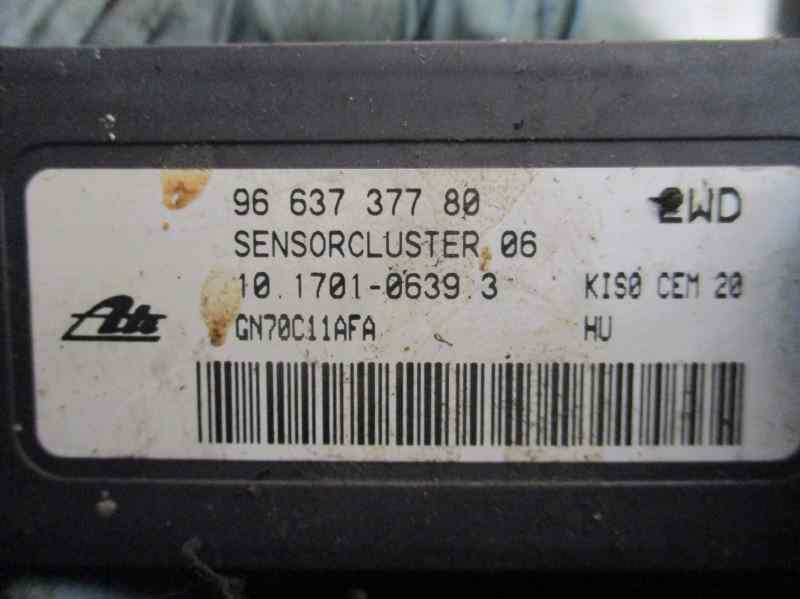 96 637 377 80
2WD
SENSORCLUSTER 06
10.1701-0639.3
KIS0 CEM 20
Ate
GN70C11AFA
HU